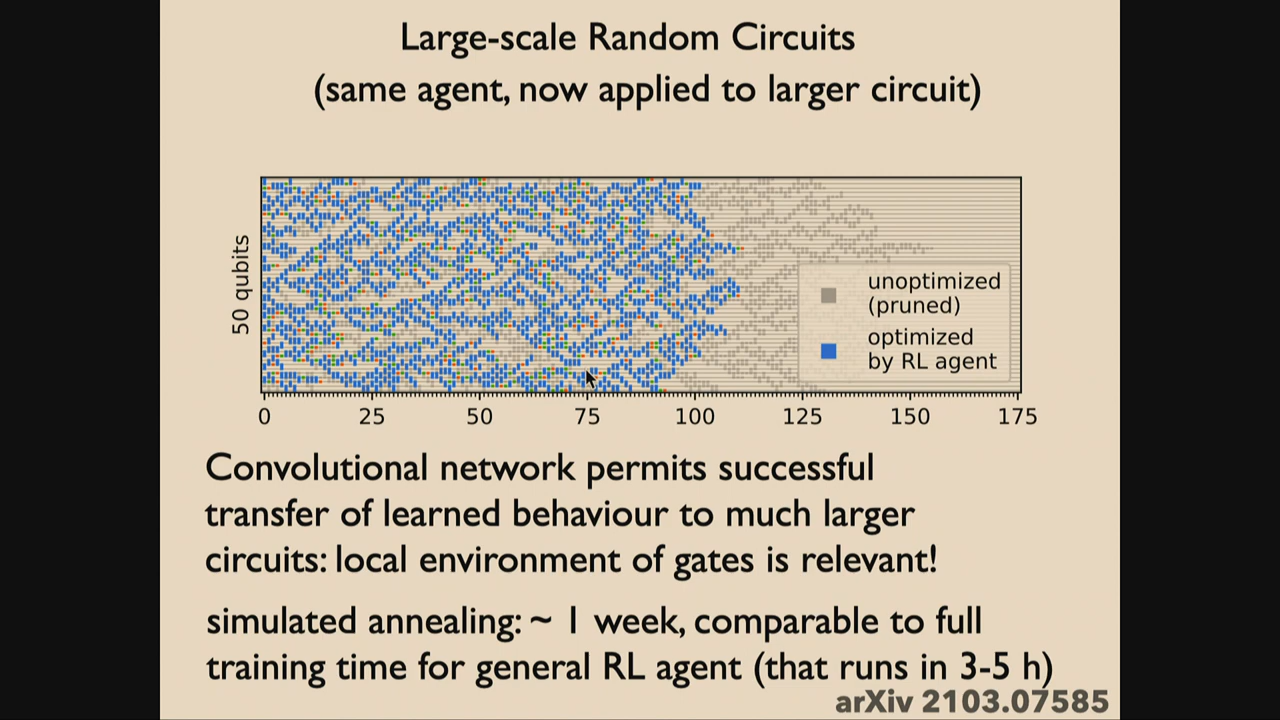 Large-scale Random Circuits
(same agent, now applied to larger circuit)
50 qubits
unoptimized
(pruned)
optimized
by RL agent
0 25 50 75 100 125 150 175
Convolutional network permits successful
transfer of learned behaviour to much larger
circuits: local environment of gates is relevant!
simulated annealing: ~ 1 week, comparable to full
training time for general RL agent (that runs in 3-5 h)
arXiv 2103.07585